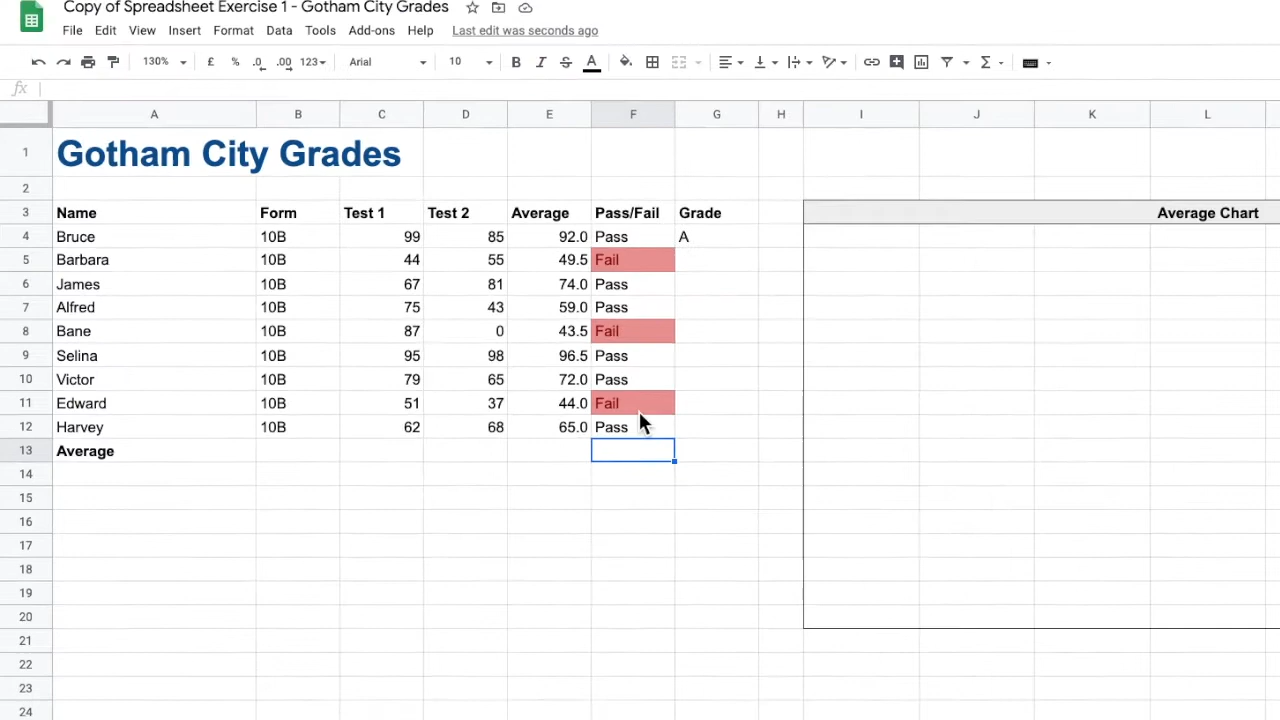 Copy of Spreadsheet Exercise 1 - Gotham City Grades
File Edit View Insert Format Data Tools Add-ons Help Last edit was seconds ago
130% £ % .0 .00 123 Arial 10 B I S A Σ
fx
A B C D E F G H I J K L
1 Gotham City Grades
2
3 Name Form Test 1 Test 2 Average Pass/Fail Grade Average Chart
4 Bruce 10B 99 85 92.0 Pass A
5 Barbara 10B 44 55 49.5 Fail
6 James 10B 67 81 74.0 Pass
7 Alfred 10B 75 43 59.0 Pass
8 Bane 10B 87 0 43.5 Fail
9 Selina 10B 95 98 96.5 Pass
10 Victor 10B 79 65 72.0 Pass
11 Edward 10B 51 37 44.0 Fail
12 Harvey 10B 62 68 65.0 Pass
13 Average
14
15
16
17
18
19
20
21
22
23
24